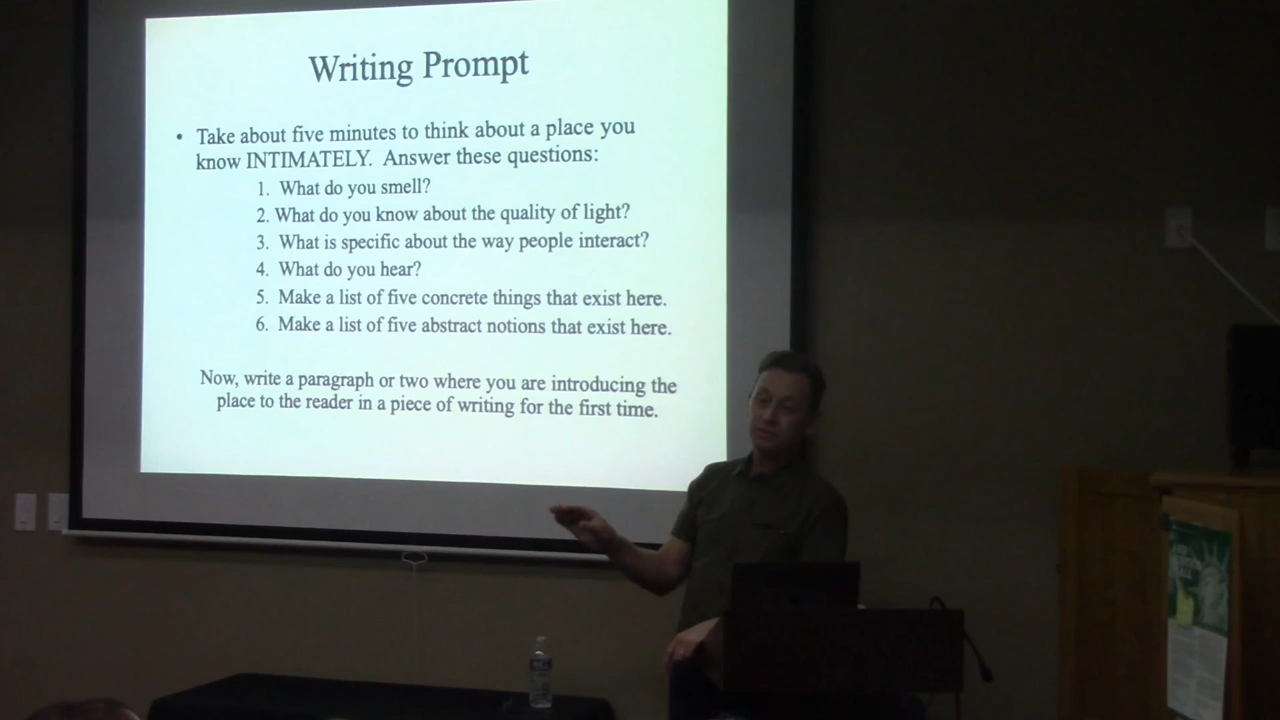 Writing Prompt
• Take about five minutes to think about a place you
know INTIMATELY. Answer these questions:
1. What do you smell?
2. What do you know about the quality of light?
3. What is specific about the way people interact?
4. What do you hear?
5. Make a list of five concrete things that exist here.
6. Make a list of five abstract notions that exist here.
Now, write a paragraph or two where you are introducing the
place to the reader in a piece of writing for the first time.